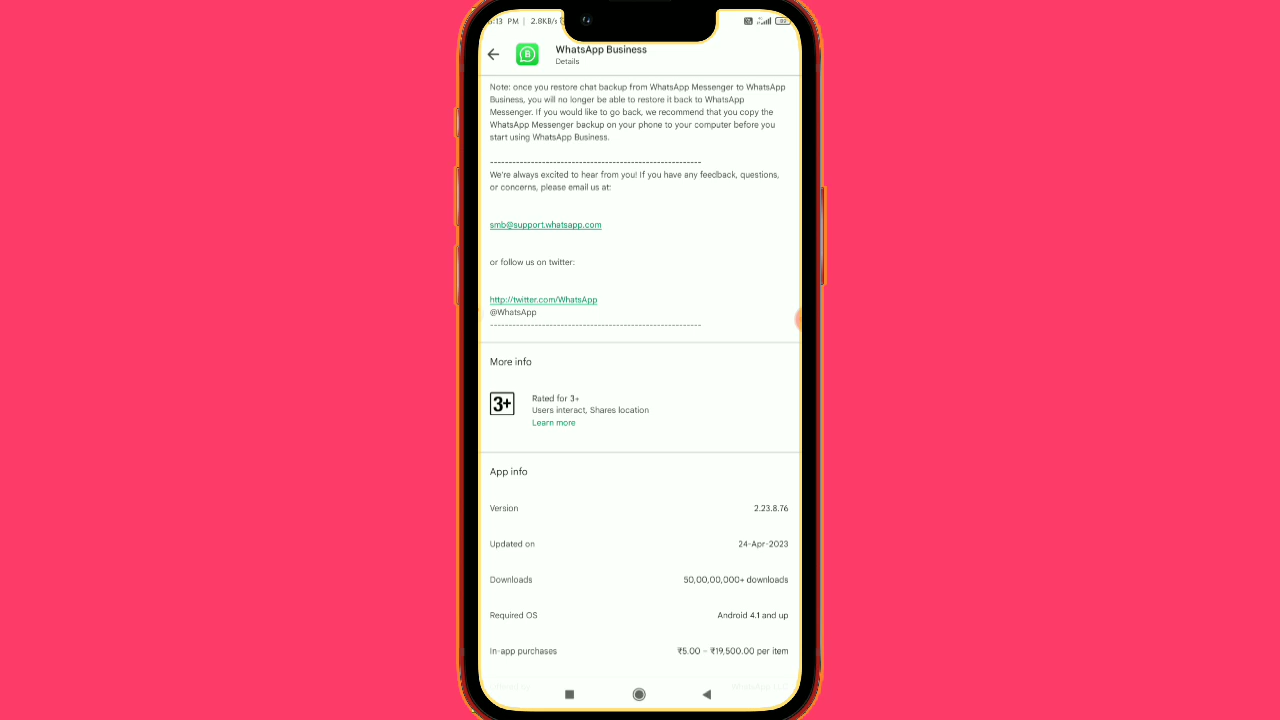 :13 PM | 2.8KB/s
WhatsApp Business
Details
Note: once you restore chat backup from WhatsApp Messenger to WhatsApp
Business, you will no longer be able to restore it back to WhatsApp
Messenger. If you would like to go back, we recommend that you copy the
WhatsApp Messenger backup on your phone to your computer before you
start using WhatsApp Business.
---------------------------------------------------------
We're always excited to hear from you! If you have any feedback, questions,
or concerns, please email us at:
smb@support.whatsapp.com
or follow us on twitter:
http://twitter.com/WhatsApp
@WhatsApp
---------------------------------------------------------
More info
3+
Rated for 3+
Users interact, Shares location
Learn more
App info
Version 2.23.8.76
Updated on 24-Apr-2023
Downloads 50,00,00,000+ downloads
Required OS Android 4.1 and up
In-app purchases ₹5.00 – ₹19,500.00 per item